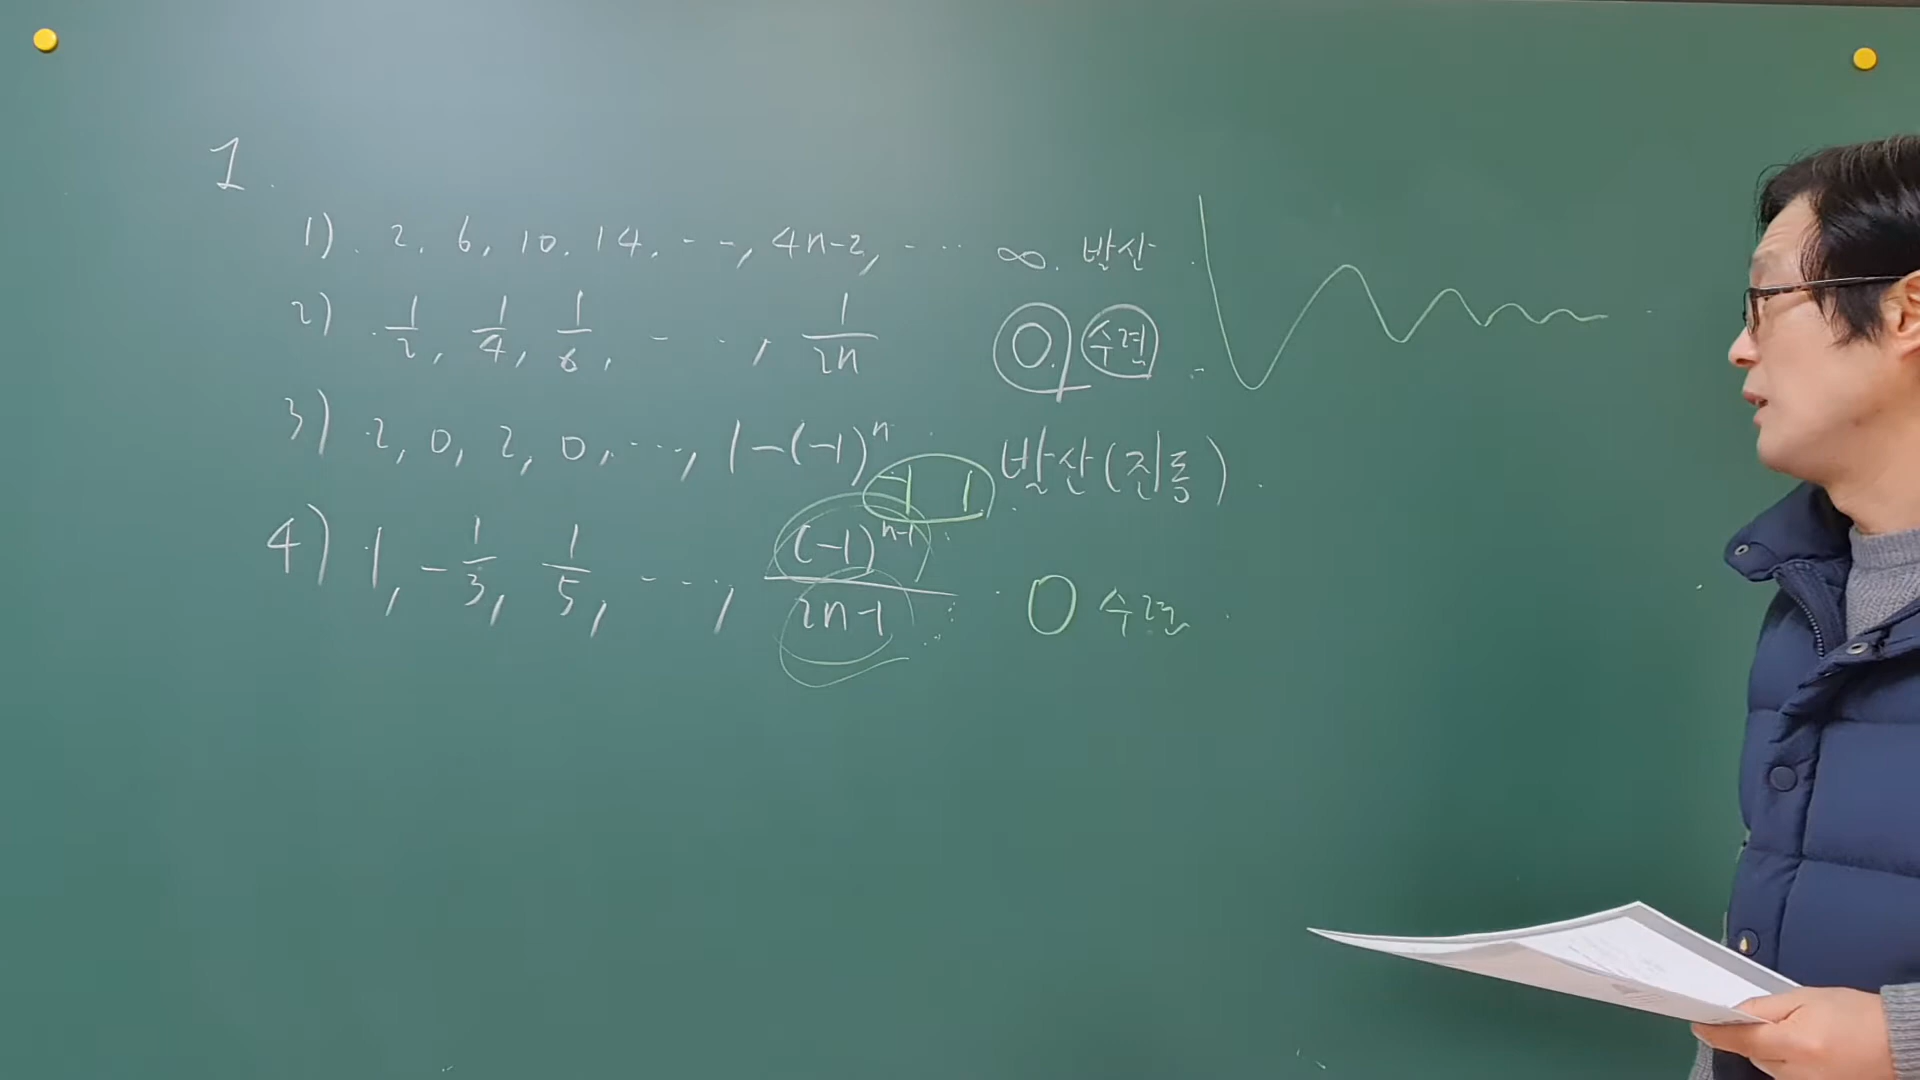 1.
1) 2, 6, 10, 14, ..., 4n-2, ... ∞. 발산
2) 1/2, 1/4, 1/6, ..., 1/2n 0. 수렴
3) 2, 0, 2, 0, ..., 1-(-1)^n 발산(진동)
-1 1
4) 1, -1/3, 1/5, ..., (-1)^(n-1)/(2n-1) 0 수렴